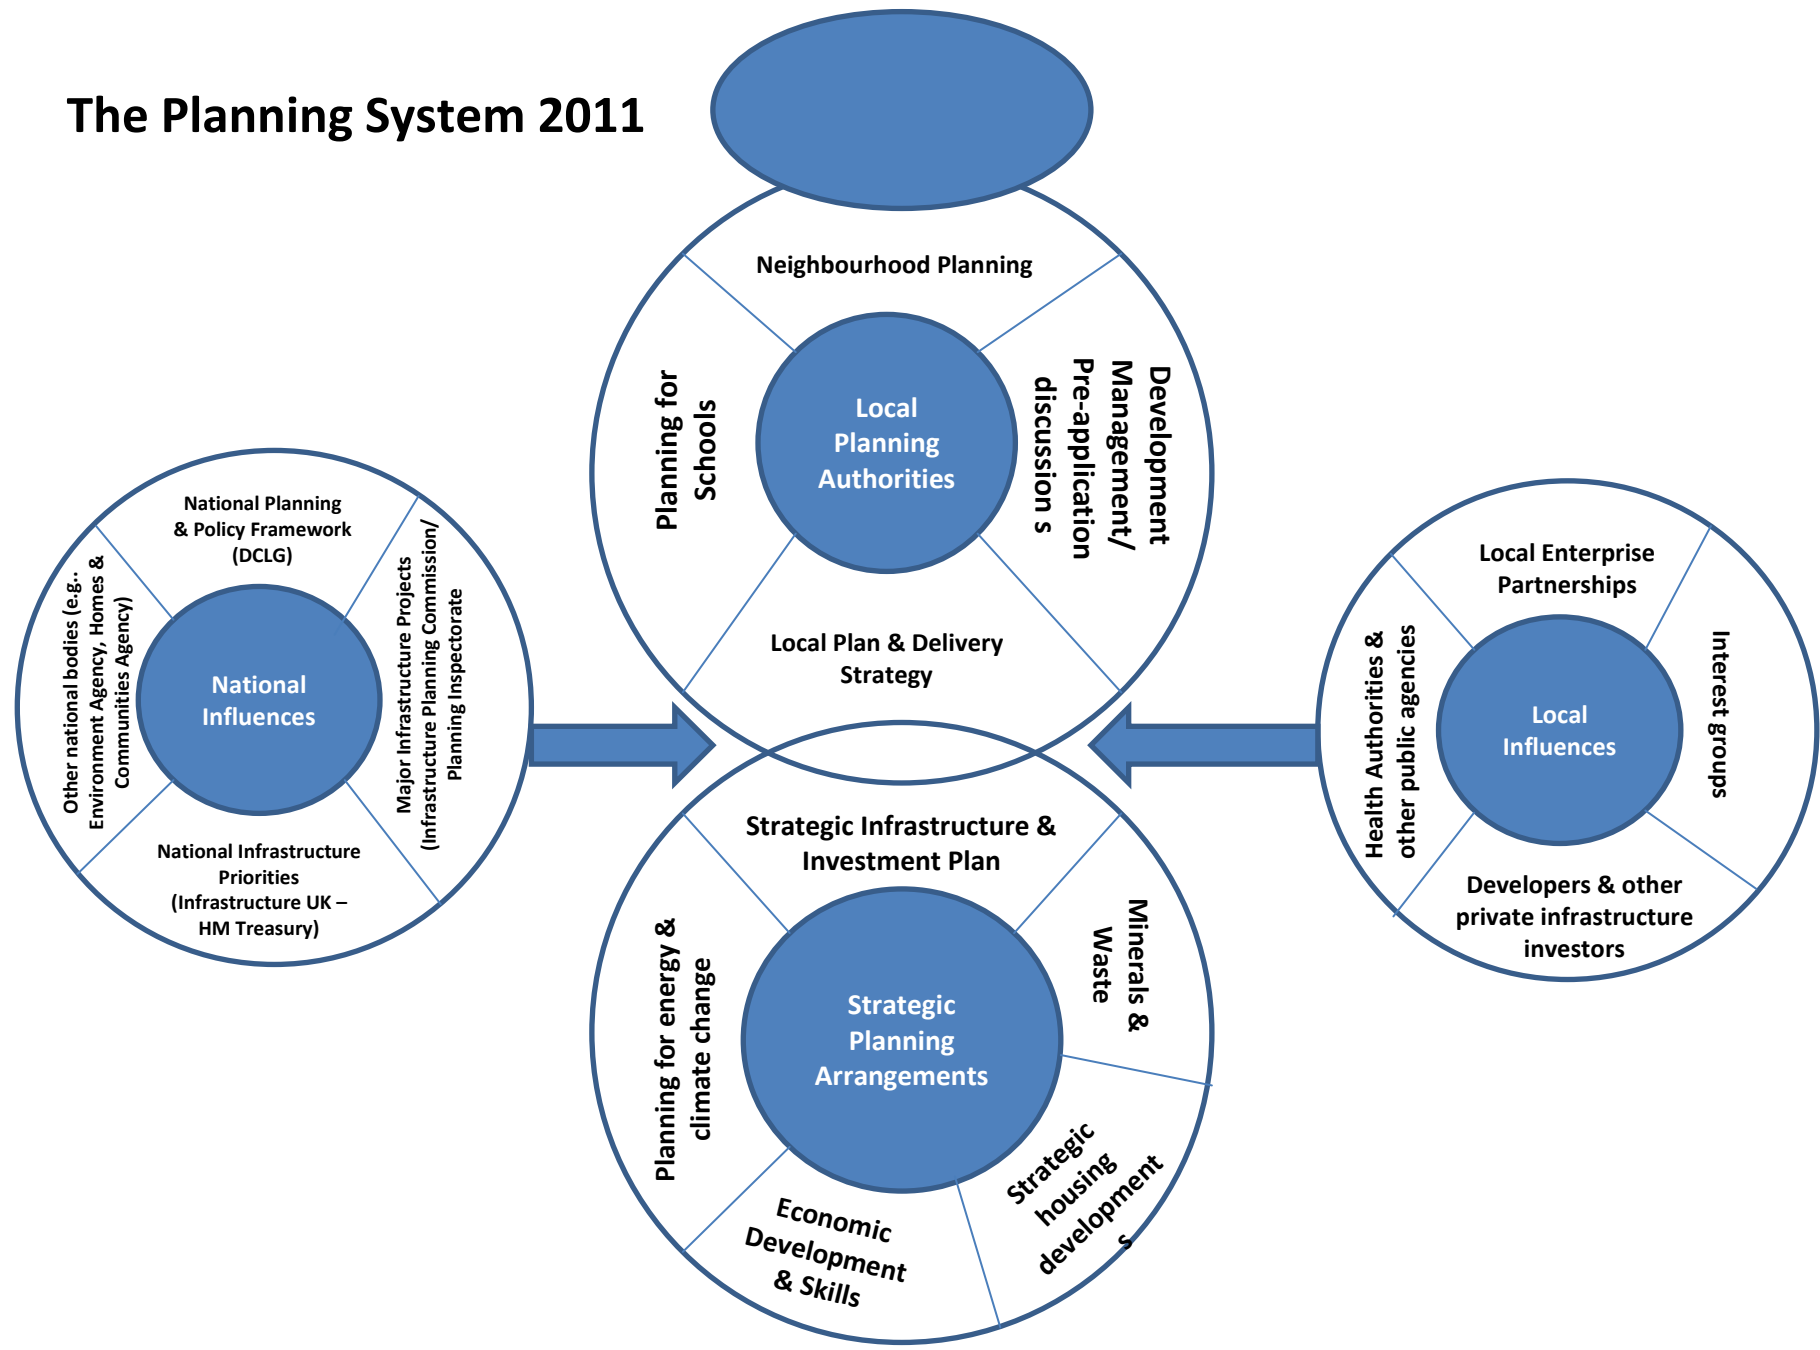 The Planning System 2011
Neighbourhood Planning
Planning for
Schools
Local
Planning
Authorities
Development
Management/
Pre-application
discussion s
Local Plan & Delivery
Strategy
National Planning
& Policy Framework
(DCLG)
Other national bodies (e.g..
Environment Agency, Homes &
Communities Agency)
National
Influences
Major Infrastructure Projects
(Infrastructure Planning Commission/
Planning Inspectorate
National Infrastructure
Priorities
(Infrastructure UK –
HM Treasury)
Local Enterprise
Partnerships
Health Authorities &
other public agencies
Local
Influences
Interest groups
Developers & other
private infrastructure
investors
Strategic Infrastructure &
Investment Plan
Planning for energy &
climate change
Strategic
Planning
Arrangements
Minerals &
Waste
Strategic
housing
development
s
Economic
Development
& Skills